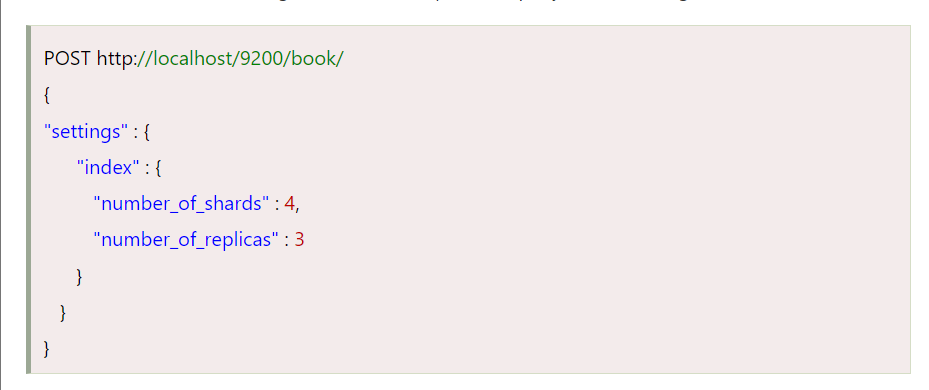 POST http://localhost/9200/book/
{
"settings" : {
"index" : {
"number_of_shards" : 4,
"number_of_replicas" : 3
}
}
}